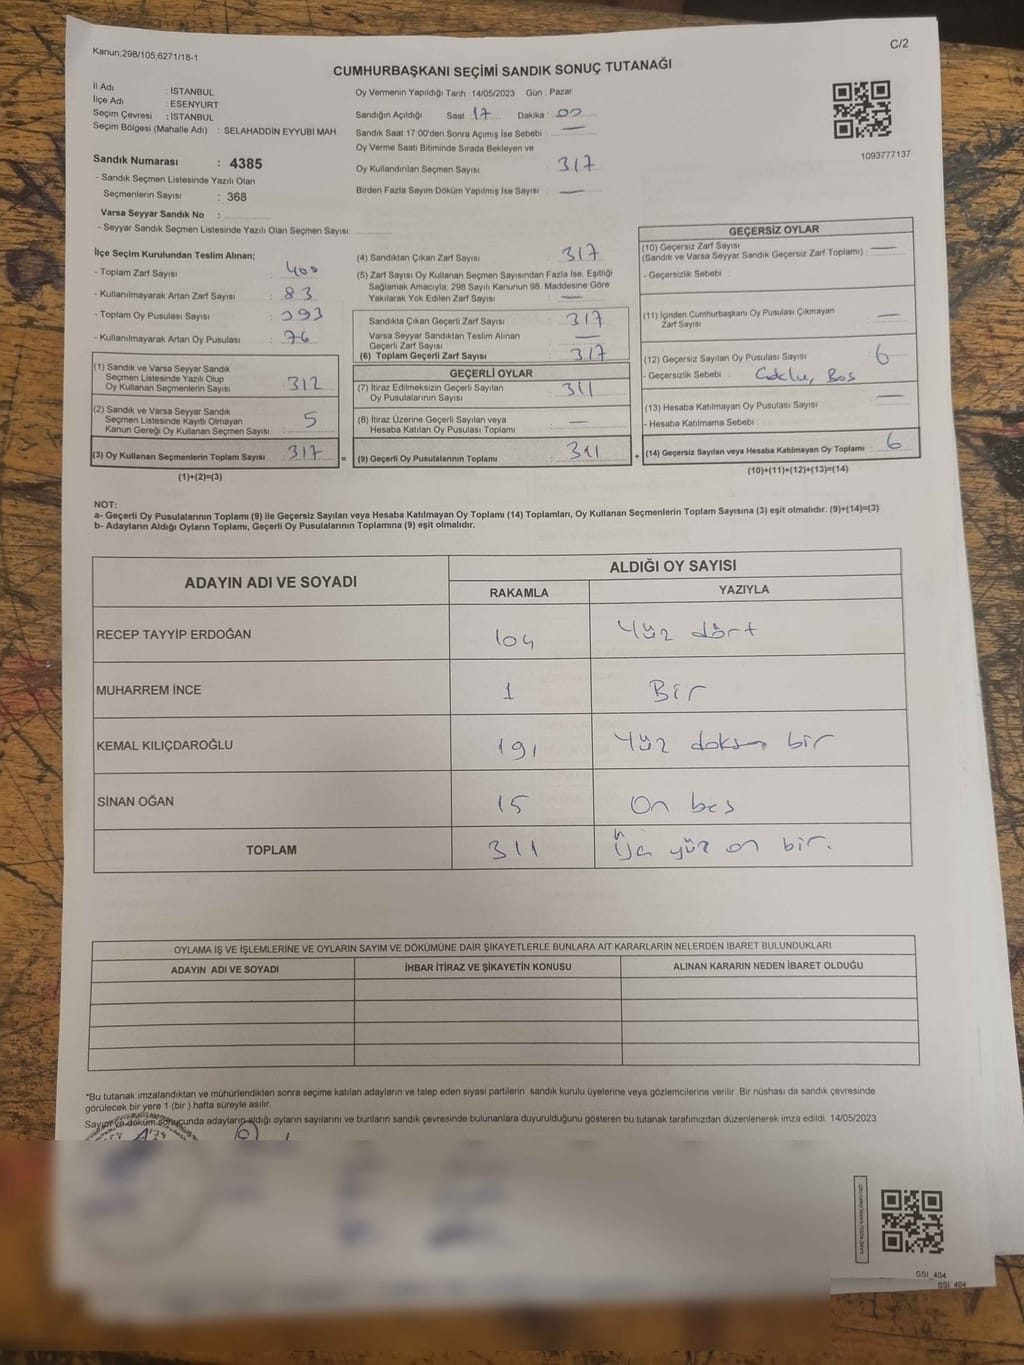 Kanun;298/105;6271/18-1
C/2
CUMHURBAŞKANI SEÇİMİ SANDIK SONUÇ TUTANAĞI
İl Adı : İSTANBUL
İlçe Adı : ESENYURT
Seçim Çevresi : İSTANBUL
Seçim Bölgesi (Mahalle Adı) : SELAHADDİN EYYUBİ MAH.
Sandık Numarası : 4385
- Sandık Seçmen Listesinde Yazılı Olan
Seçmenlerin Sayısı : 368
Varsa Seyyar Sandık No :
- Seyyar Sandık Seçmen Listesinde Yazılı Olan Seçmen Sayısı:
Oy Vermenin Yapıldığı Tarih :14/05/2023 Gün : Pazar
Sandığın Açıldığı Saat : 17 Dakika : 00
Sandık Saat 17:00'den Sonra Açımış İse Sebebi : —
Oy Verme Saati Bitiminde Sırada Bekleyen ve
Oy Kullandırılan Seçmen Sayısı : 317
Birden Fazla Sayım Döküm Yapılmış İse Sayısı : —
1093777137
İlçe Seçim Kurulundan Teslim Alınan;
- Toplam Zarf Sayısı : 400
- Kullanılmayarak Artan Zarf Sayısı : 83
- Toplam Oy Pusulası Sayısı : 393
- Kullanılmayarak Artan Oy Pusulası : 76
(1) Sandık ve Varsa Seyyar Sandık
Seçmen Listesinde Yazılı Olup
Oy Kullanan Seçmenlerin Sayısı : 312
(2) Sandık ve Varsa Seyyar Sandık
Seçmen Listesinde Kayıtlı Olmayan
Kanun Gereği Oy Kullanan Seçmen Sayısı : 5
(3) Oy Kullanan Seçmenlerin Toplam Sayısı : 317 =
(1)+(2)=(3)
(4) Sandıktan Çıkan Zarf Sayısı : 317
(5) Zarf Sayısı Oy Kullanan Seçmen Sayısından Fazla İse, Eşitliği
Sağlamak Amacıyla; 298 Sayılı Kanunun 98. Maddesine Göre
Yakılarak Yok Edilen Zarf Sayısı : —
Sandıkta Çıkan Geçerli Zarf Sayısı : 317
Varsa Seyyar Sandıktan Teslim Alınan
Geçerli Zarf Sayısı : —
(6) Toplam Geçerli Zarf Sayısı : 317
GEÇERLİ OYLAR
(7) İtiraz Edilmeksizin Geçerli Sayılan
Oy Pusulalarının Sayısı : 311
(8) İtiraz Üzerine Geçerli Sayılan veya
Hesaba Katılan Oy Pusulası Toplamı : —
(9) Geçerli Oy Pusulalarının Toplamı : 311 +
GEÇERSİZ OYLAR
(10) Geçersiz Zarf Sayısı
(Sandık ve Varsa Seyyar Sandık Geçersiz Zarf Toplamı) : —
- Geçersizlik Sebebi :
(11) İçinden Cumhurbaşkanı Oy Pusulası Çıkmayan
Zarf Sayısı : —
(12) Geçersiz Sayılan Oy Pusulası Sayısı : 6
- Geçersizlik Sebebi : Çoklu, Boş
(13) Hesaba Katılmayan Oy Pusulası Sayısı : —
- Hesaba Katılmama Sebebi :
(14) Geçersiz Sayılan veya Hesaba Katılmayan Oy Toplamı : 6
(10)+(11)+(12)+(13)=(14)
NOT:
a- Geçerli Oy Pusulalarının Toplamı (9) ile Geçersiz Sayılan veya Hesaba Katılmayan Oy Toplamı (14) Toplamları, Oy Kullanan Seçmenlerin Toplam Sayısına (3) eşit olmalıdır. (9)+(14)=(3)
b- Adayların Aldığı Oyların Toplamı, Geçerli Oy Pusulalarının Toplamına (9) eşit olmalıdır.
ADAYIN ADI VE SOYADI
ALDIĞI OY SAYISI
RAKAMLA YAZIYLA
RECEP TAYYİP ERDOĞAN 104 Yüz dört
MUHARREM İNCE 1 Bir
KEMAL KILIÇDAROĞLU 191 Yüz doksan bir
SİNAN OĞAN 15 On beş
TOPLAM 311 Üç yüz on bir.
OYLAMA İŞ VE İŞLEMLERİNE VE OYLARIN SAYIM VE DÖKÜMÜNE DAİR ŞİKAYETLERLE BUNLARA AİT KARARLARIN NELERDEN İBARET BULUNDUKLARI
ADAYIN ADI VE SOYADI İHBAR İTİRAZ VE ŞİKAYETİN KONUSU ALINAN KARARIN NEDEN İBARET OLDUĞU
*Bu tutanak imzalandıktan ve mühürlendikten sonra seçime katılan adayların ve talep eden siyasi partilerin sandık kurulu üyelerine veya gözlemcilerine verilir. Bir nüshası da sandık çevresinde
görülecek bir yere 1 (bir ) hafta süreyle asılır.
Sayım ve döküm sonucunda adayların aldığı oyların sayılarını ve bunların sandık çevresinde bulunanlara duyurulduğunu gösteren bu tutanak tarafımızdan düzenlenerek imza edildi. 14/05/2023
SSI_404
SSI_404